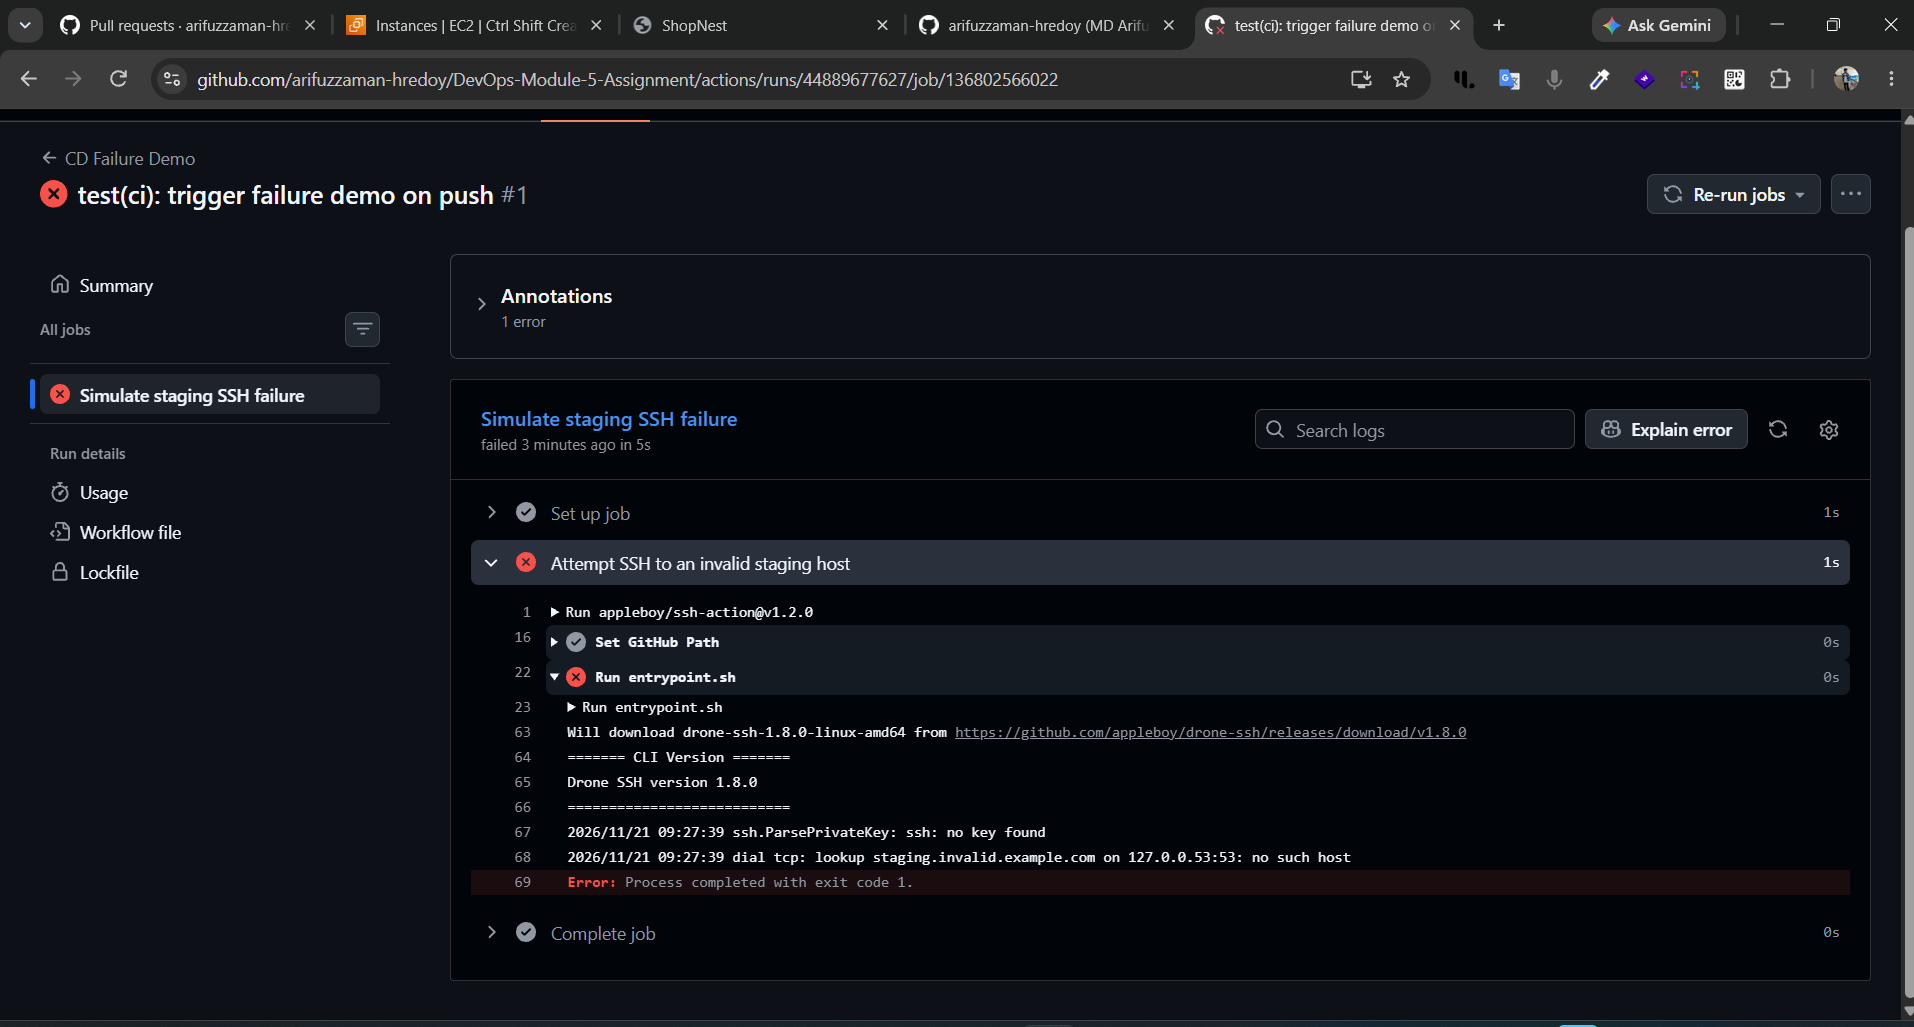 Pull requests · arifuzzaman-hre
Instances | EC2 | Ctrl Shift Crea
ShopNest
arifuzzaman-hredoy (MD Arifu
test(ci): trigger failure demo o
Ask Gemini
github.com/arifuzzaman-hredoy/DevOps-Module-5-Assignment/actions/runs/44889677627/job/136802566022
CD Failure Demo
test(ci): trigger failure demo on push #1
Re-run jobs
Summary
All jobs
Simulate staging SSH failure
Run details
Usage
Workflow file
Lockfile
Annotations
1 error
Simulate staging SSH failure
failed 3 minutes ago in 5s
Search logs
Explain error
Set up job 1s
Attempt SSH to an invalid staging host 1s
1 Run appleboy/ssh-action@v1.2.0
16 Set GitHub Path 0s
22 Run entrypoint.sh 0s
23 Run entrypoint.sh
63 Will download drone-ssh-1.8.0-linux-amd64 from https://github.com/appleboy/drone-ssh/releases/download/v1.8.0
64 ======= CLI Version =======
65 Drone SSH version 1.8.0
66 ===========================
67 2026/11/21 09:27:39 ssh.ParsePrivateKey: ssh: no key found
68 2026/11/21 09:27:39 dial tcp: lookup staging.invalid.example.com on 127.0.0.53:53: no such host
69 Error: Process completed with exit code 1.
Complete job 0s